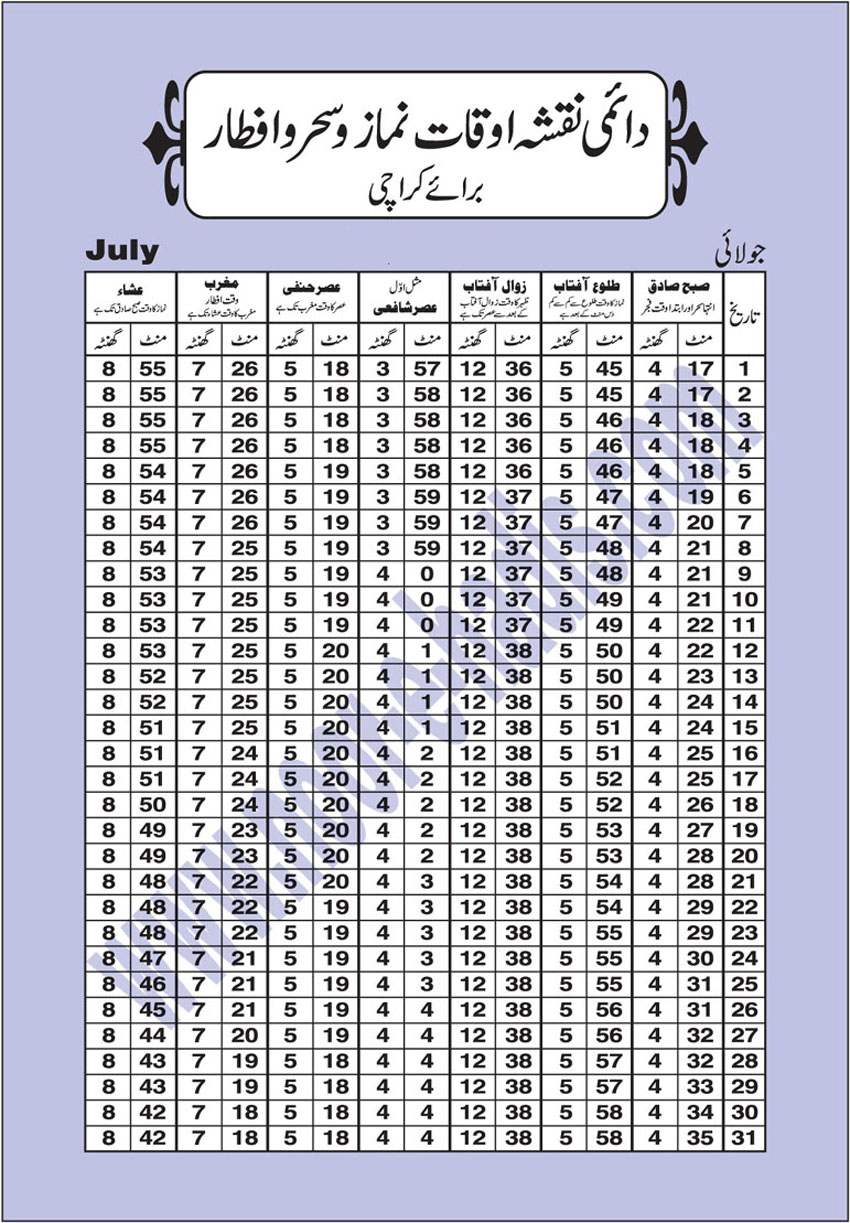 دائمی نقشہ اوقات نماز و سحر و افطار
برائے کراچی
July جولائی
تاریخ صبح صادق طلوع آفتاب زوال آفتاب مثل اوّل عصر حنفی مغرب عشاء
انتہا سحر اور ابتدا وقت فجر نماز کا وقت طلوع سے کم سے کم ظہر کا وقت زوال آفتاب عصر شافعی عصر کا وقت مغرب تک ہے وقت افطار نماز کا وقت صبح صادق تک ہے
دس منٹ کے بعد ہے کے بعد سے عصر تک ہے مغرب کا وقت عشاء تک ہے
منٹ گھنٹہ منٹ گھنٹہ منٹ گھنٹہ منٹ گھنٹہ منٹ گھنٹہ منٹ گھنٹہ منٹ گھنٹہ
8 55 7 26 5 18 3 57 12 36 5 45 4 17 1
8 55 7 26 5 18 3 58 12 36 5 45 4 17 2
8 55 7 26 5 18 3 58 12 36 5 46 4 18 3
8 55 7 26 5 18 3 58 12 36 5 46 4 18 4
8 54 7 26 5 19 3 58 12 36 5 46 4 18 5
8 54 7 26 5 19 3 59 12 37 5 47 4 19 6
8 54 7 26 5 19 3 59 12 37 5 47 4 20 7
8 54 7 25 5 19 3 59 12 37 5 48 4 21 8
8 53 7 25 5 19 4 0 12 37 5 48 4 21 9
8 53 7 25 5 19 4 0 12 37 5 49 4 21 10
8 53 7 25 5 19 4 0 12 37 5 49 4 22 11
8 53 7 25 5 20 4 1 12 38 5 50 4 22 12
8 52 7 25 5 20 4 1 12 38 5 50 4 23 13
8 52 7 25 5 20 4 1 12 38 5 50 4 24 14
8 51 7 25 5 20 4 1 12 38 5 51 4 24 15
8 51 7 24 5 20 4 2 12 38 5 51 4 25 16
8 51 7 24 5 20 4 2 12 38 5 52 4 25 17
8 50 7 24 5 20 4 2 12 38 5 52 4 26 18
8 49 7 23 5 20 4 2 12 38 5 53 4 27 19
8 49 7 23 5 20 4 2 12 38 5 53 4 28 20
8 48 7 22 5 20 4 3 12 38 5 54 4 28 21
8 48 7 22 5 19 4 3 12 38 5 54 4 29 22
8 48 7 22 5 19 4 3 12 38 5 55 4 29 23
8 47 7 21 5 19 4 3 12 38 5 55 4 30 24
8 46 7 21 5 19 4 3 12 38 5 55 4 31 25
8 45 7 21 5 19 4 4 12 38 5 56 4 31 26
8 44 7 20 5 19 4 4 12 38 5 56 4 32 27
8 43 7 19 5 18 4 4 12 38 5 57 4 32 28
8 43 7 19 5 18 4 4 12 38 5 57 4 33 29
8 42 7 18 5 18 4 4 12 38 5 58 4 34 30
8 42 7 18 5 18 4 4 12 38 5 58 4 35 31
www.noor-e-hadis.com